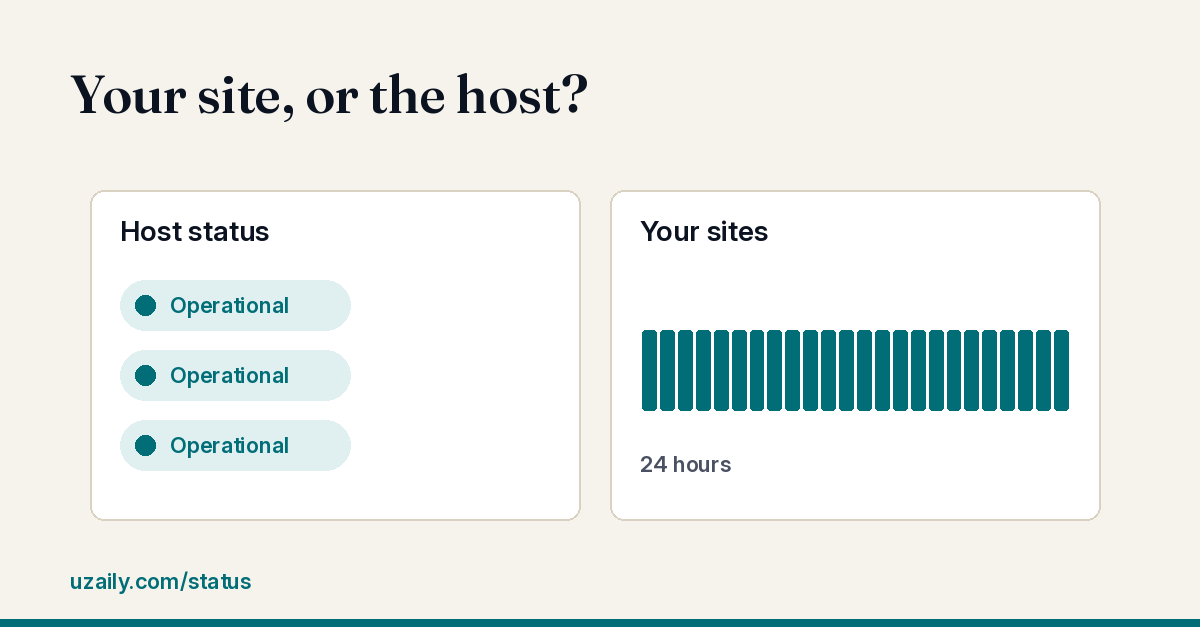 Your site, or the host?
Host status
Operational
Operational
Operational
Your sites
24 hours
uzaily.com/status